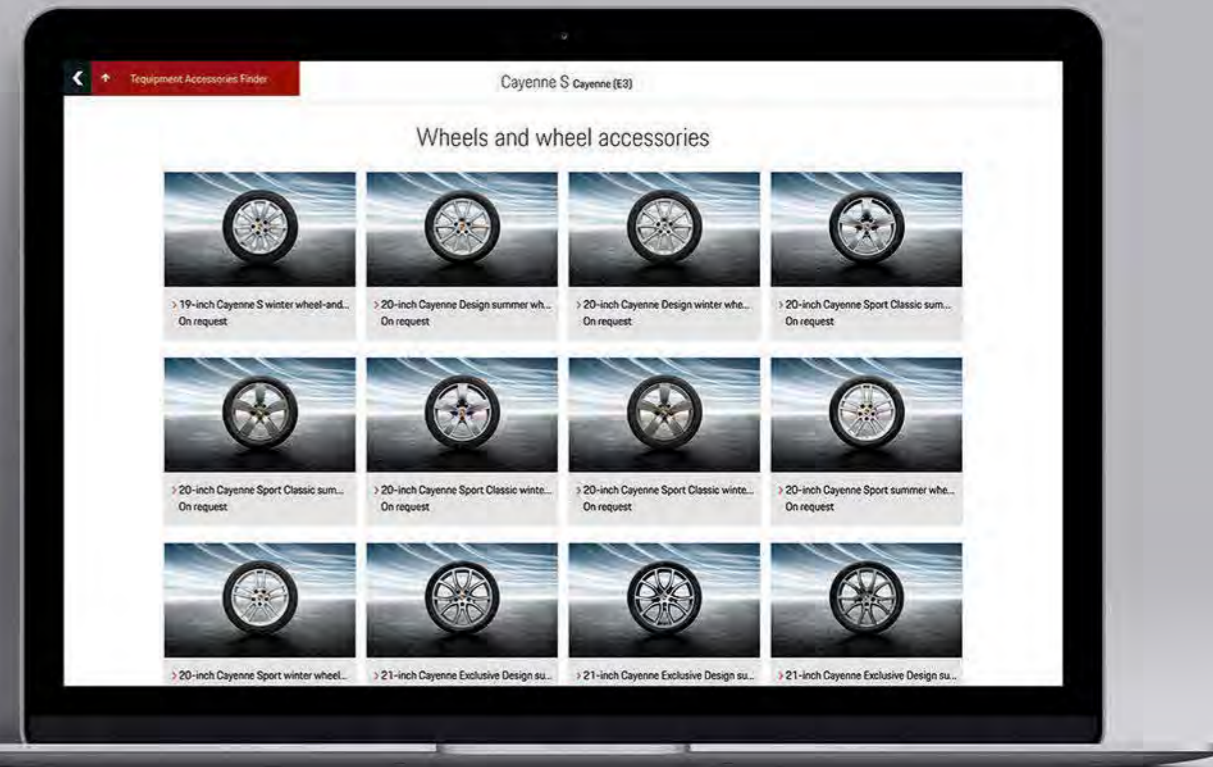 Tequipment Accessories Finder
Cayenne S Cayenne (E3)
Wheels and wheel accessories
> 19-inch Cayenne S winter wheel-and...
On request
> 20-inch Cayenne Design summer wh...
On request
> 20-inch Cayenne Design winter whe...
On request
> 20-inch Cayenne Sport Classic sum...
On request
> 20-inch Cayenne Sport Classic sum...
On request
> 20-inch Cayenne Sport Classic winte...
On request
> 20-inch Cayenne Sport Classic winte...
On request
> 20-inch Cayenne Sport summer whe...
On request
> 20-inch Cayenne Sport winter wheel...
> 21-inch Cayenne Exclusive Design su...
> 21-inch Cayenne Exclusive Design su...
> 21-inch Cayenne Exclusive Design su...